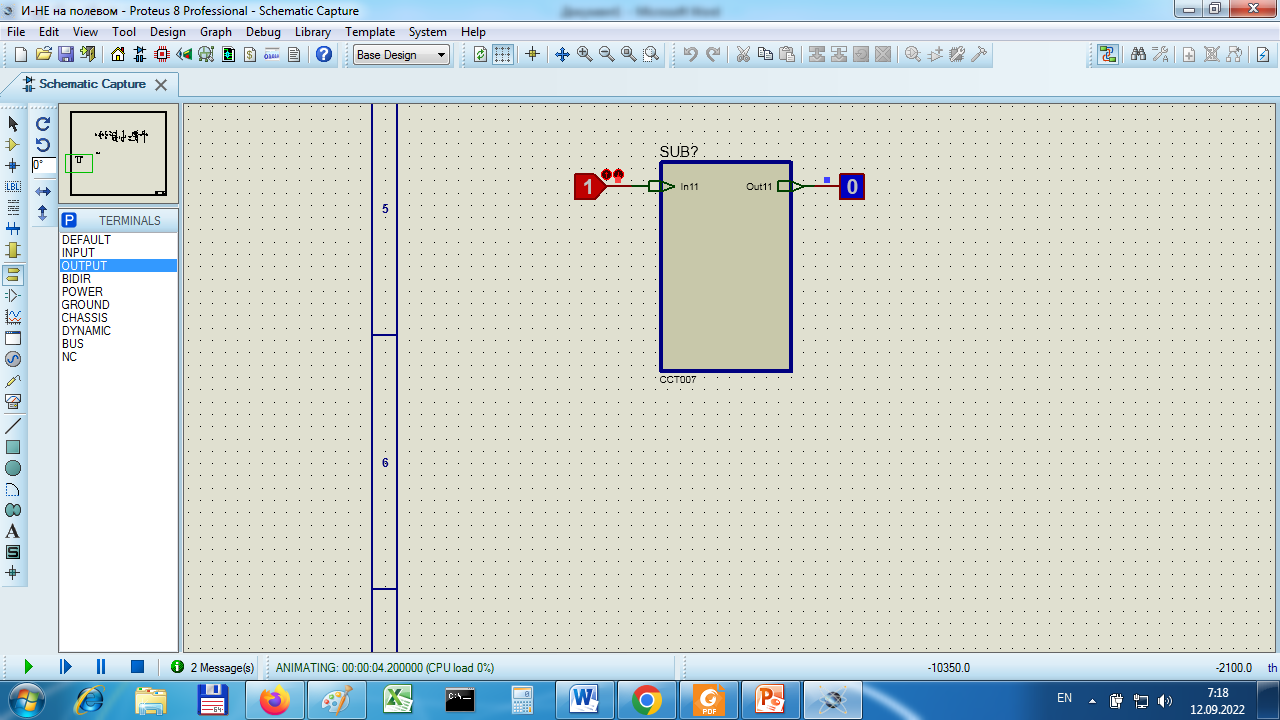 И-НЕ на полевом - Proteus 8 Professional - Schematic Capture
File Edit View Tool Design Graph Debug Library Template System Help
Base Design
Schematic Capture
0°
LBL
P TERMINALS
DEFAULT
INPUT
OUTPUT
BIDIR
POWER
GROUND
CHASSIS
DYNAMIC
BUS
NC
A
S
5
6
SUB?
1
In11
Out11
0
CCT007
2 Message(s)
ANIMATING: 00:00:04.200000 (CPU load 0%)
-10350.0
-2100.0
th
EN
7:18
12.09.2022